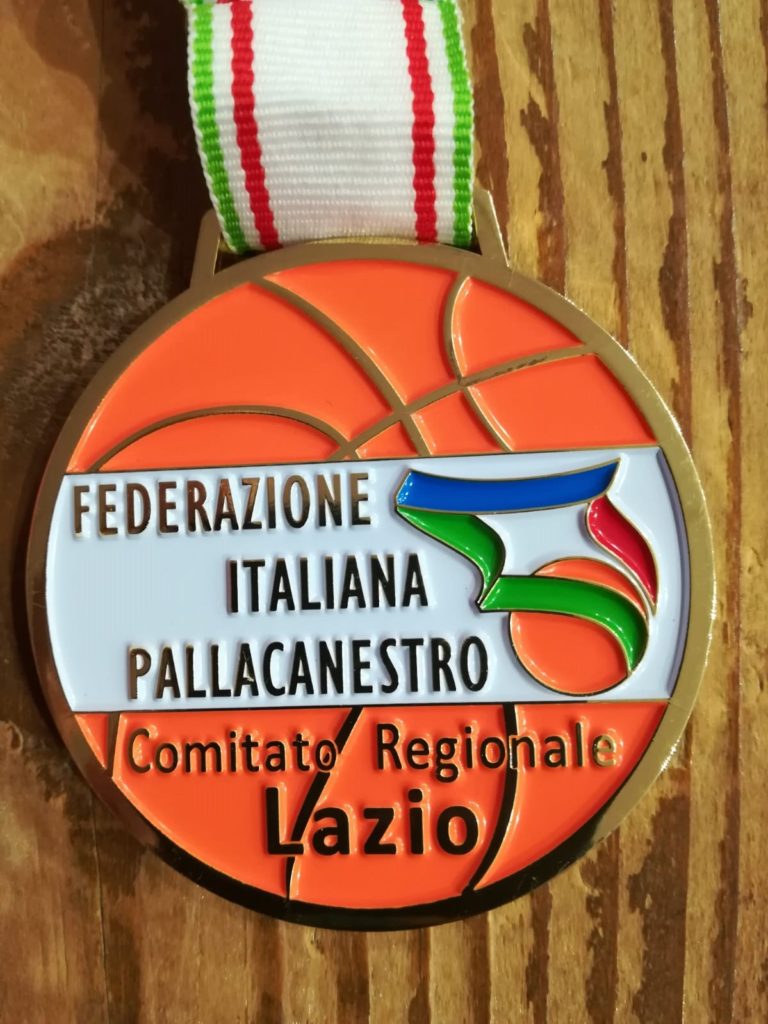 FEDERAZIONE
ITALIANA
PALLACANESTRO
Comitato Regionale
Lazio